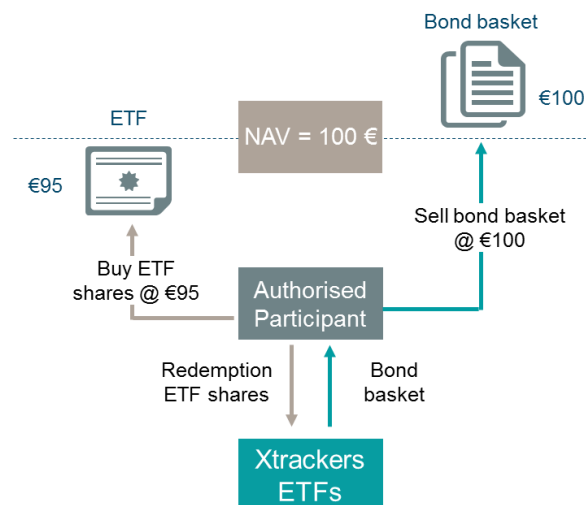 Bond basket
€100
ETF
NAV = 100 €
€95
Sell bond basket
@ €100
Buy ETF
shares @ €95
Authorised
Participant
Redemption
ETF shares
Bond
basket
Xtrackers
ETFs